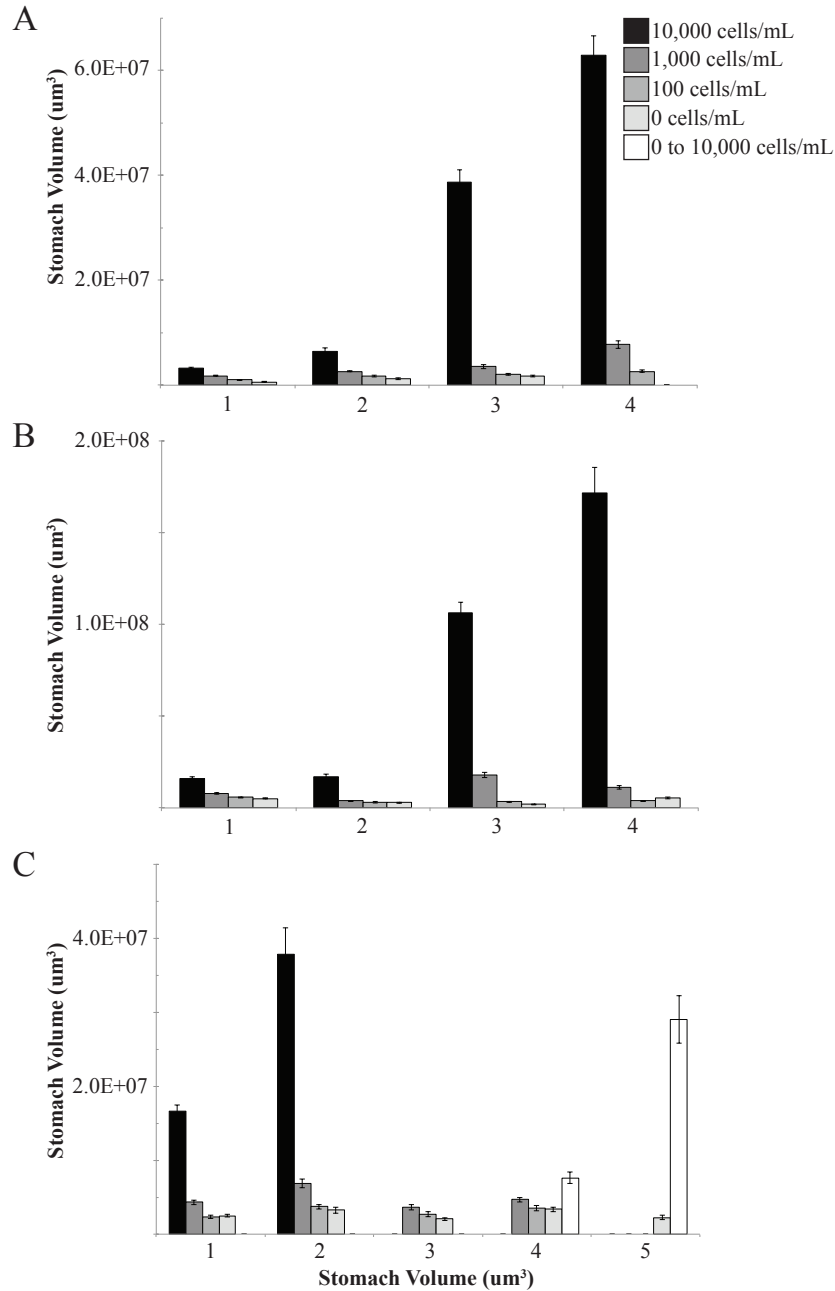 A
Stomach Volume (um³)
6.0E+07
4.0E+07
2.0E+07
10,000 cells/mL
1,000 cells/mL
100 cells/mL
0 cells/mL
0 to 10,000 cells/mL
1 2 3 4
B
Stomach Volume (um³)
2.0E+08
1.0E+08
1 2 3 4
C
Stomach Volume (um³)
4.0E+07
2.0E+07
1 2 3 4 5
Stomach Volume (um³)